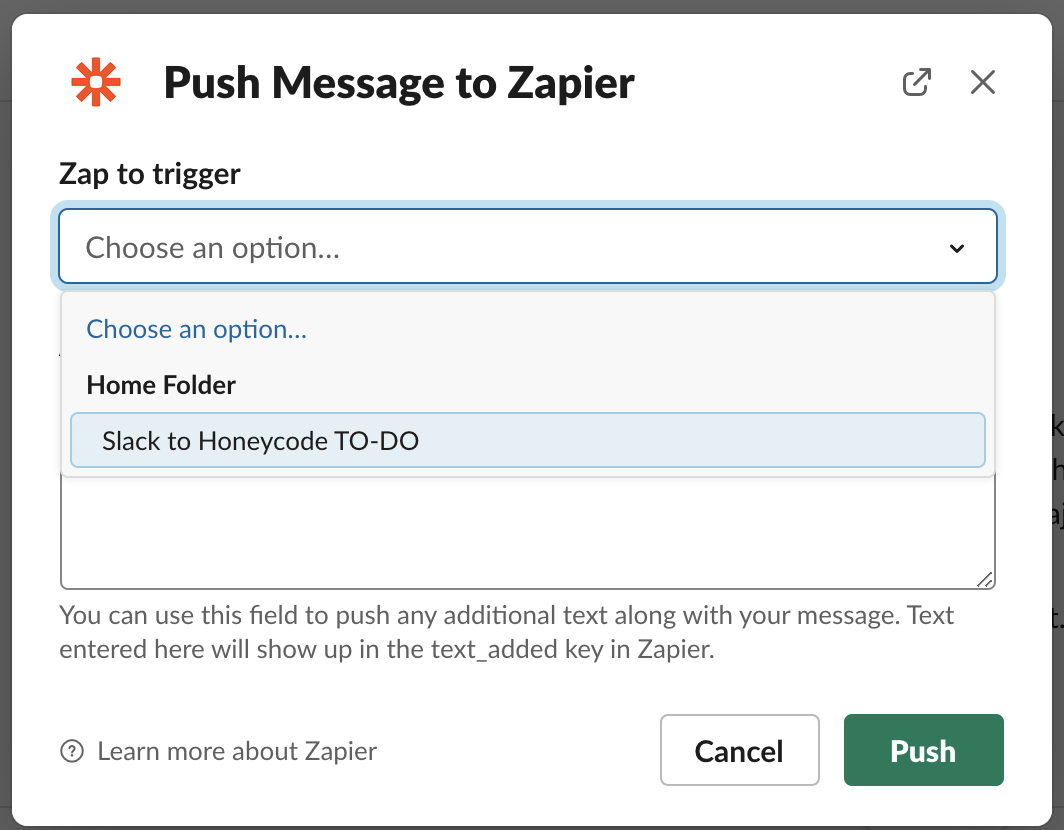 Push Message to Zapier
Zap to trigger
Choose an option...
Choose an option...
Home Folder
Slack to Honeycode TO-DO
You can use this field to push any additional text along with your message. Text
entered here will show up in the text_added key in Zapier.
Learn more about Zapier
Cancel
Push